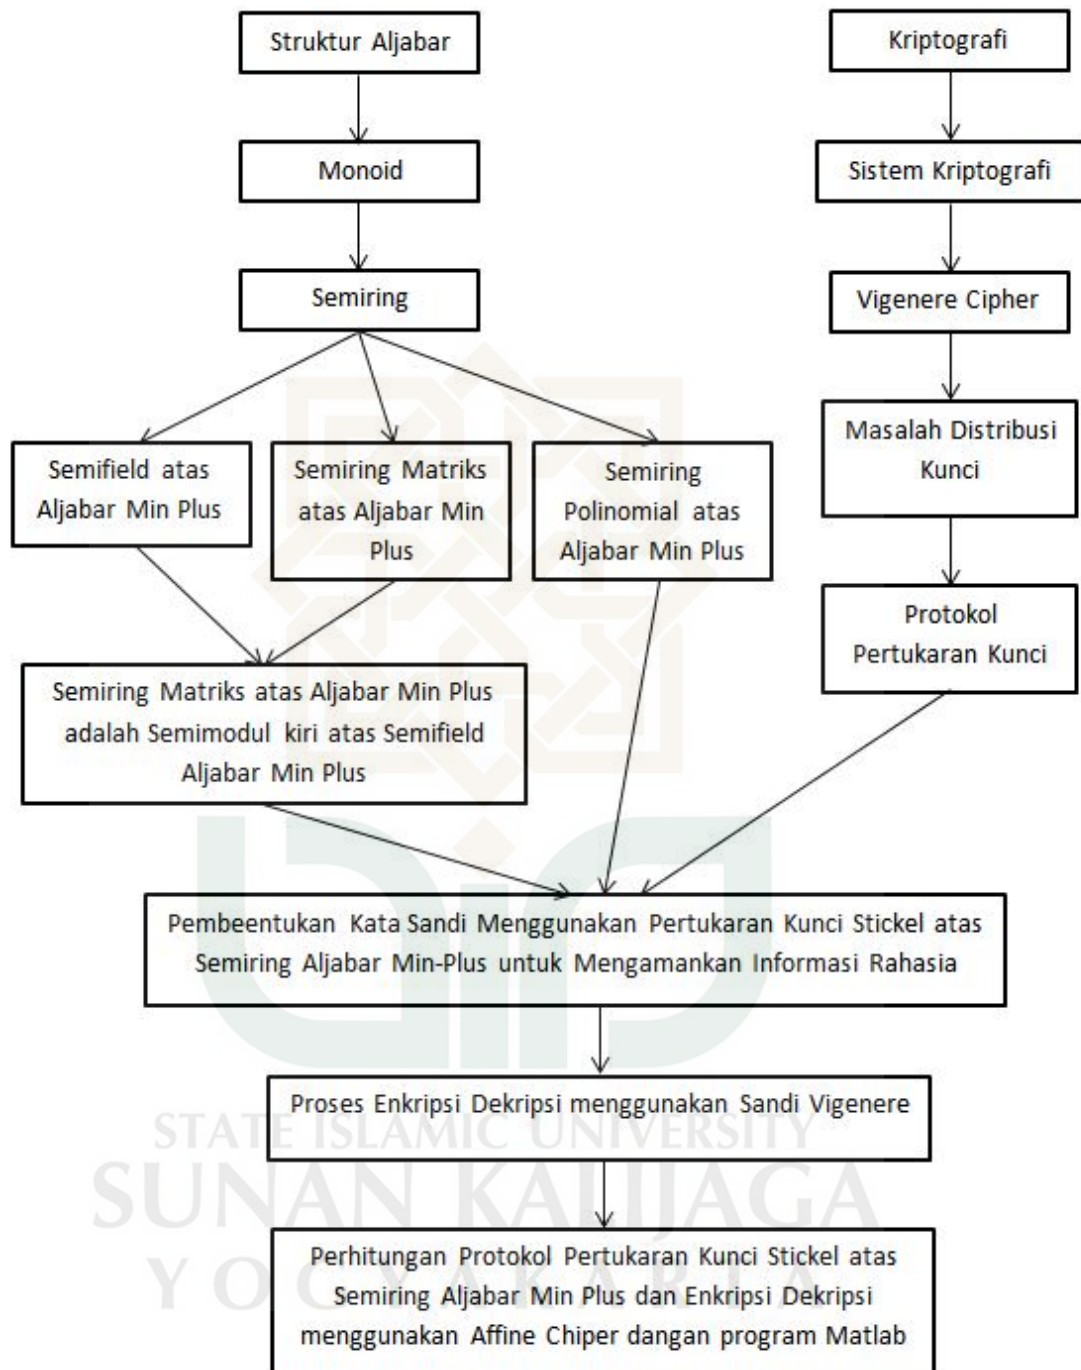 Struktur Aljabar
Kriptografi
Monoid
Sistem Kriptografi
Semiring
Vigenere Cipher
Semifield atas
Aljabar Min Plus
Semiring Matriks
atas Aljabar Min
Plus
Semiring
Polinomial atas
Aljabar Min Plus
Masalah Distribusi
Kunci
Protokol
Pertukaran Kunci
Semiring Matriks atas Aljabar Min Plus
adalah Semimodul kiri atas Semifield
Aljabar Min Plus
Pembeentukan Kata Sandi Menggunakan Pertukaran Kunci Stickel atas
Semiring Aljabar Min-Plus untuk Mengamankan Informasi Rahasia
Proses Enkripsi Dekripsi menggunakan Sandi Vigenere
STATE ISLAMIC UNIVERSITY
SUNAN KALIJAGA
YOGYAKARTA
Perhitungan Protokol Pertukaran Kunci Stickel atas
Semiring Aljabar Min Plus dan Enkripsi Dekripsi
menggunakan Affine Chiper dangan program Matlab